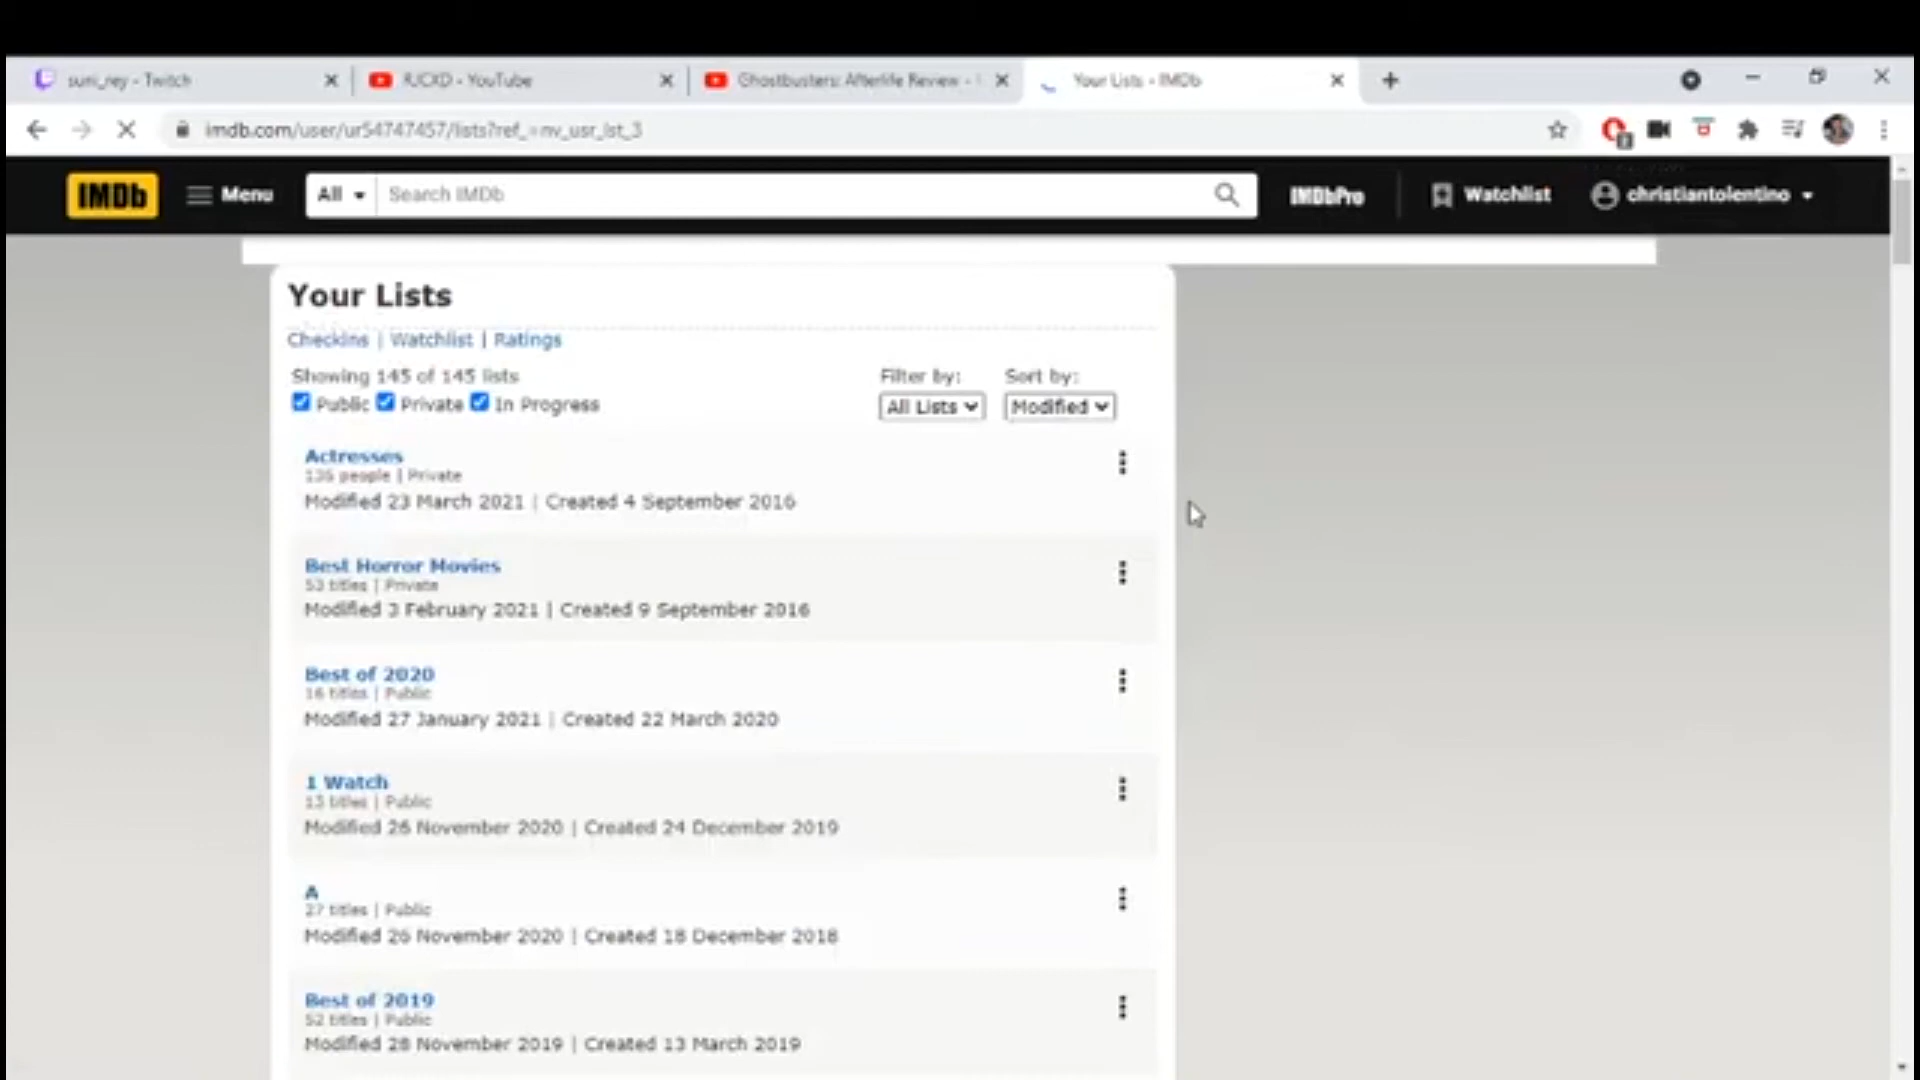 suni_rey - Twitch
RJCXD - YouTube
Ghostbusters: Afterlife Review -
Your Lists - IMDb
imdb.com/user/ur54747457/lists?ref_=nv_usr_lst_3
IMDb Menu All Search IMDb IMDbPro Watchlist christiantolentino
Your Lists
Checkins | Watchlist | Ratings
Showing 145 of 145 lists
Filter by: Sort by:
Public Private In Progress
All Lists Modified
Actresses
136 people | Private
Modified 23 March 2021 | Created 4 September 2016
Best Horror Movies
53 titles | Private
Modified 3 February 2021 | Created 9 September 2016
Best of 2020
16 titles | Public
Modified 27 January 2021 | Created 22 March 2020
1 Watch
13 titles | Public
Modified 26 November 2020 | Created 24 December 2019
A
27 titles | Public
Modified 26 November 2020 | Created 18 December 2018
Best of 2019
52 titles | Public
Modified 28 November 2019 | Created 13 March 2019